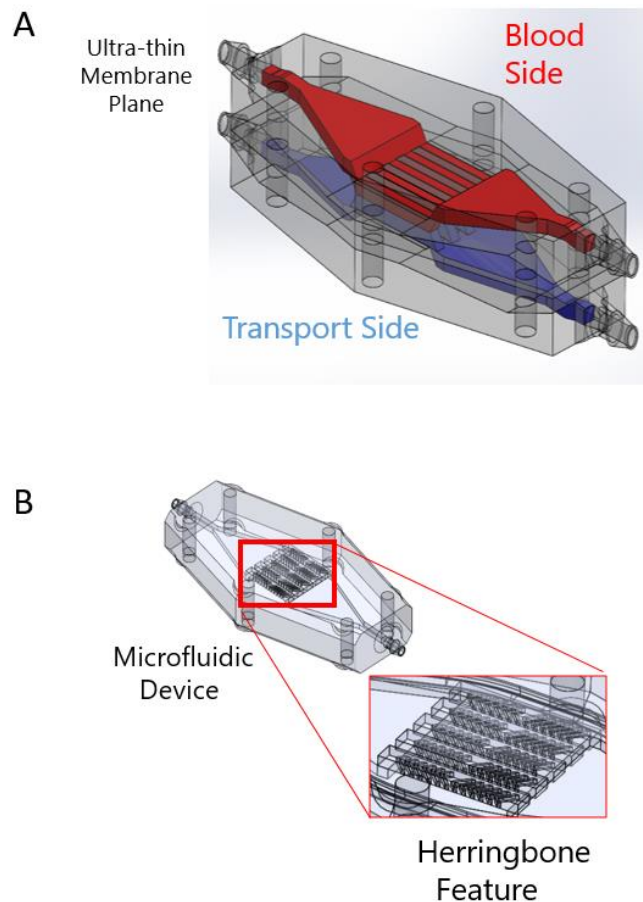 A
Ultra-thin
Membrane
Plane
Blood
Side
Transport Side
B
Microfluidic
Device
Herringbone
Feature